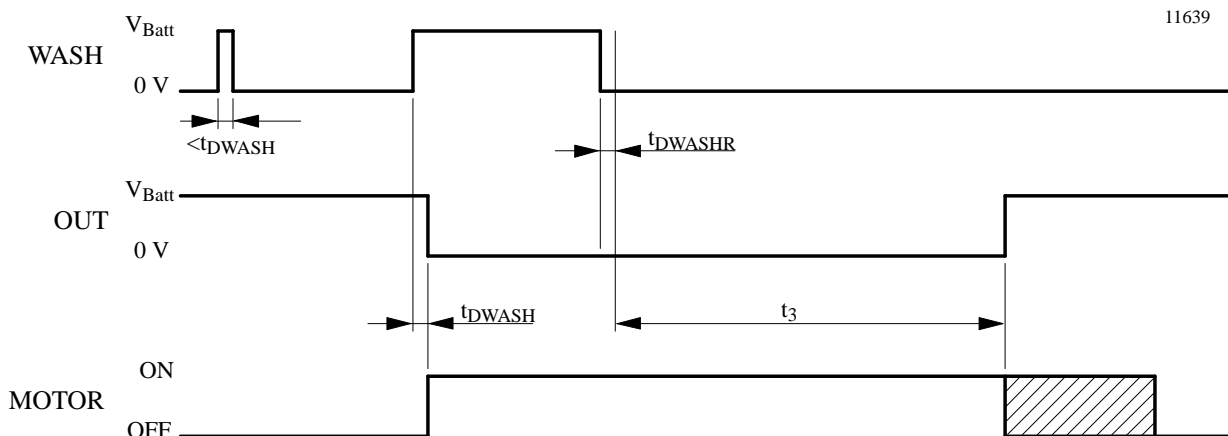 11639
V_Batt
WASH
0 V
<t_DWASH
t_DWASHR
V_Batt
OUT
0 V
t_DWASH
t_3
ON
MOTOR
OFF